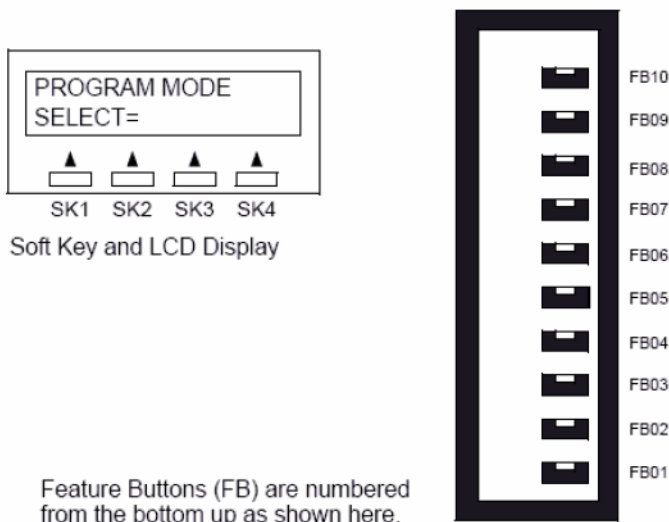 PROGRAM MODE
SELECT=
SK1 SK2 SK3 SK4
Soft Key and LCD Display
FB10
FB09
FB08
FB07
FB06
FB05
FB04
FB03
FB02
FB01
Feature Buttons (FB) are numbered
from the bottom up as shown here.